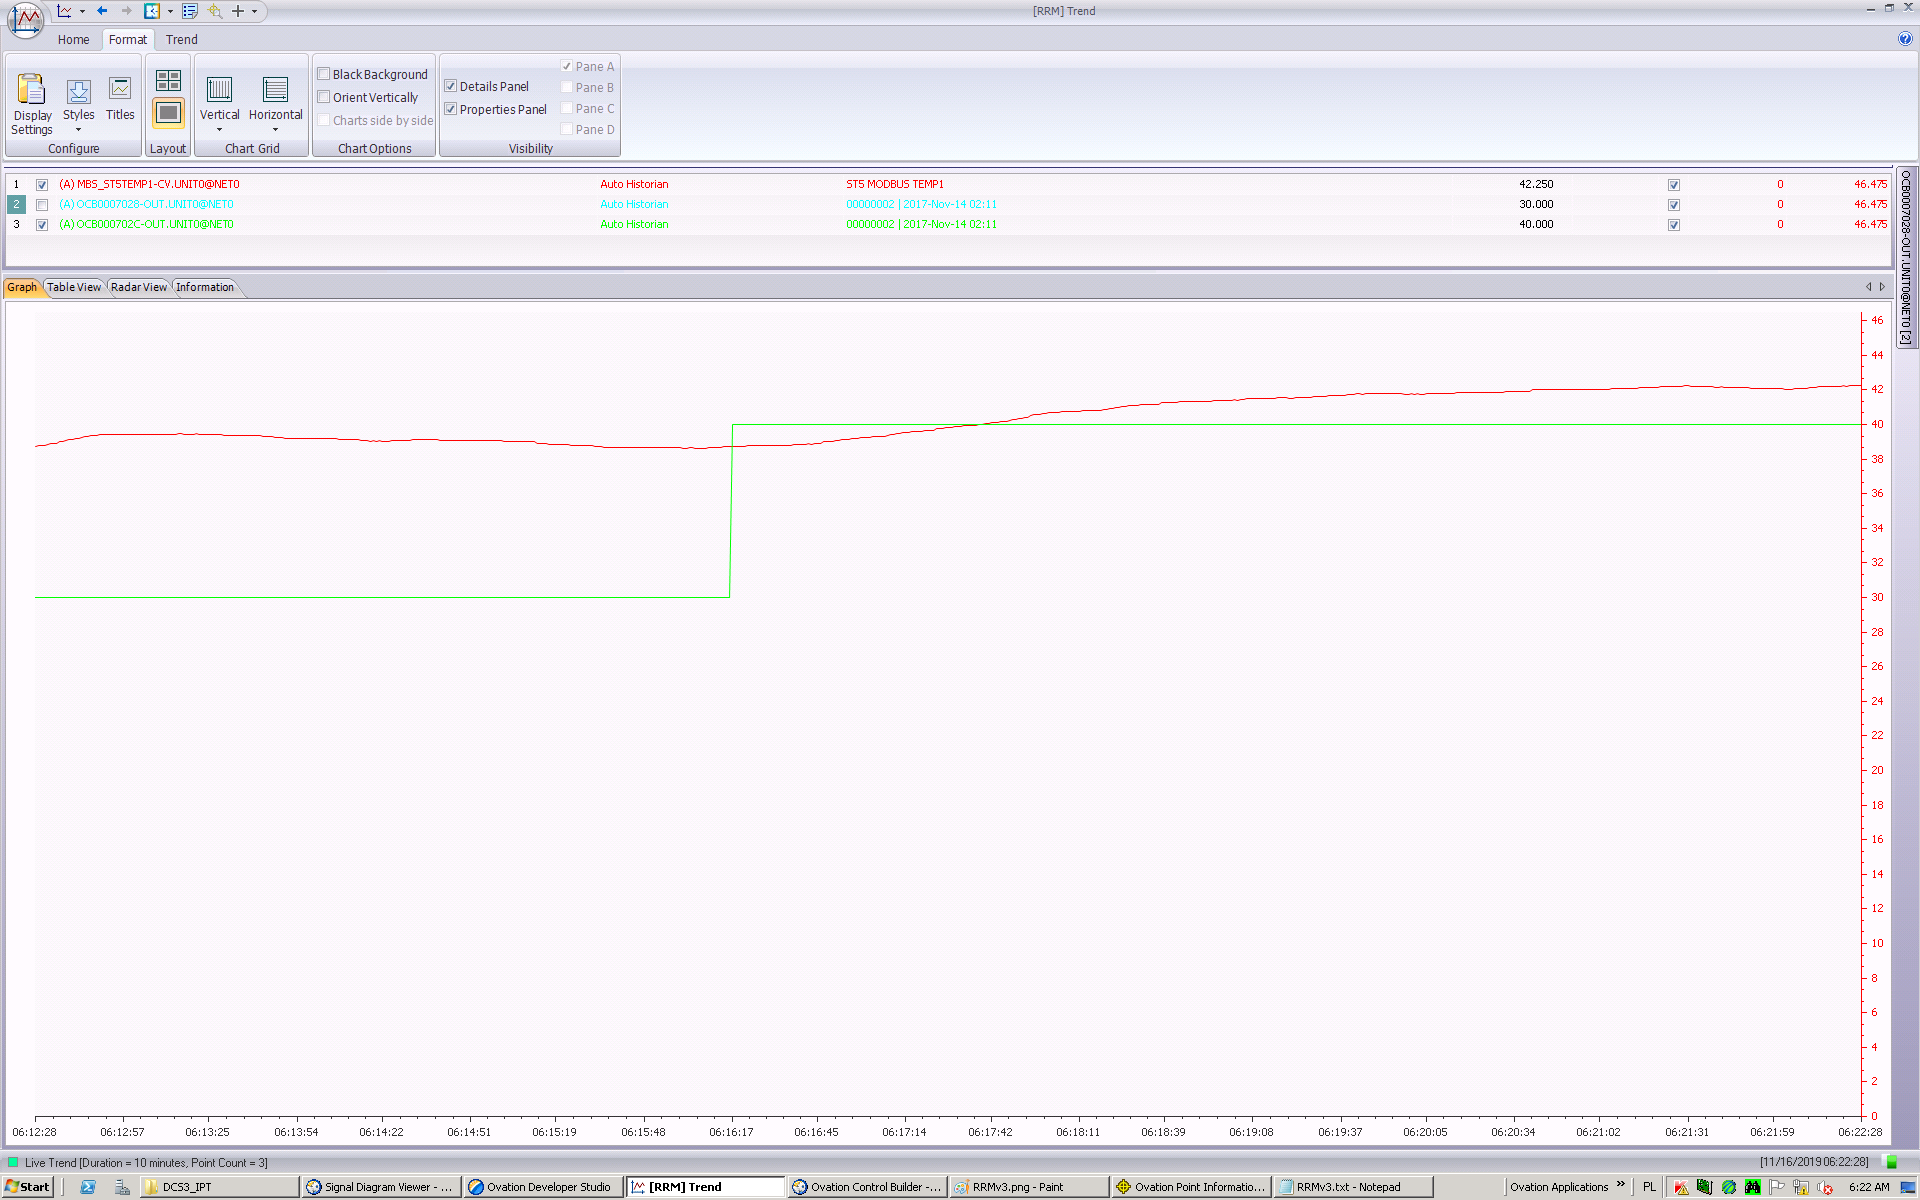 [RRM] Trend
Home Format Trend
Display Settings Styles Titles Vertical Horizontal
Black Background
Orient Vertically
Charts side by side
Details Panel
Properties Panel
Pane A
Pane B
Pane C
Pane D
Configure Layout Chart Grid Chart Options Visibility
1 (A) MBS_ST5TEMP1-CV.UNIT0@NET0 Auto Historian ST5 MODBUS TEMP1 42.250 0 46.475
2 (A) OCB0007028-OUT.UNIT0@NET0 Auto Historian 00000002 | 2017-Nov-14 02:11 30.000 0 46.475
3 (A) OCB000702C-OUT.UNIT0@NET0 Auto Historian 00000002 | 2017-Nov-14 02:11 40.000 0 46.475
OCB0007028-OUT.UNIT0@NET0 [2]
Graph Table View Radar View Information
46
44
42
40
38
36
34
32
30
28
26
24
22
20
18
16
14
12
10
8
6
4
2
0
06:12:28 06:12:57 06:13:25 06:13:54 06:14:22 06:14:51 06:15:19 06:15:48 06:16:17 06:16:45 06:17:14 06:17:42 06:18:11 06:18:39 06:19:08 06:19:37 06:20:05 06:20:34 06:21:02 06:21:31 06:21:59 06:22:28
Live Trend [Duration = 10 minutes, Point Count = 3] [11/16/2019 06:22:28]
Start DCS3_IPT Signal Diagram Viewer - ... Ovation Developer Studio [RRM] Trend Ovation Control Builder -... RRMv3.png - Paint Ovation Point Informatio... RRMv3.txt - Notepad Ovation Applications » PL 6:22 AM